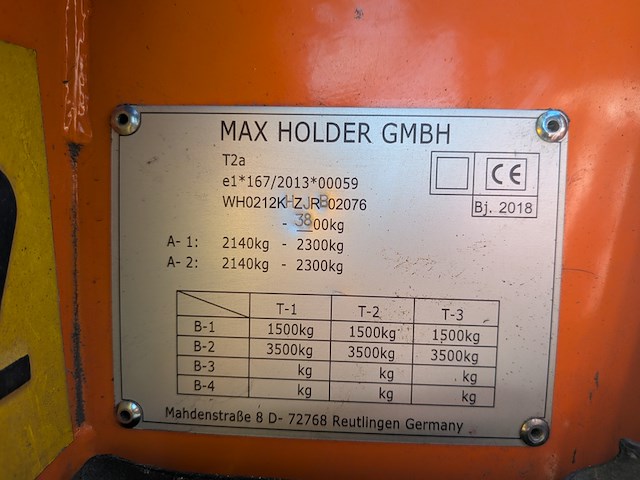 MAX HOLDER GMBH
T2a
e1*167/2013*00059
CE
WH0212KHZJRB02076
Bj. 2018
3800kg
A- 1: 2140kg - 2300kg
A- 2: 2140kg - 2300kg
T-1 T-2 T-3
B-1 1500kg 1500kg 1500kg
B-2 3500kg 3500kg 3500kg
B-3 kg kg kg
B-4 kg kg kg
Mahdenstraße 8 D- 72768 Reutlingen Germany